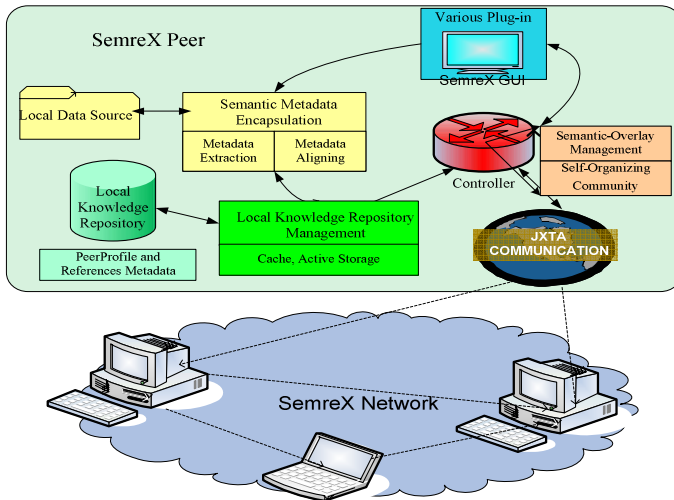 SemreX Peer
Various Plug-in
SemreX GUI
Local Data Source
Semantic Metadata
Encapsulation
Metadata
Extraction
Metadata
Aligning
Controller
Semantic-Overlay
Management
Self-Organizing
Community
Local
Knowledge
Repository
Local Knowledge Repository
Management
Cache, Active Storage
PeerProfile and
References Metadata
JXTA
COMMUNICATION
SemreX Network